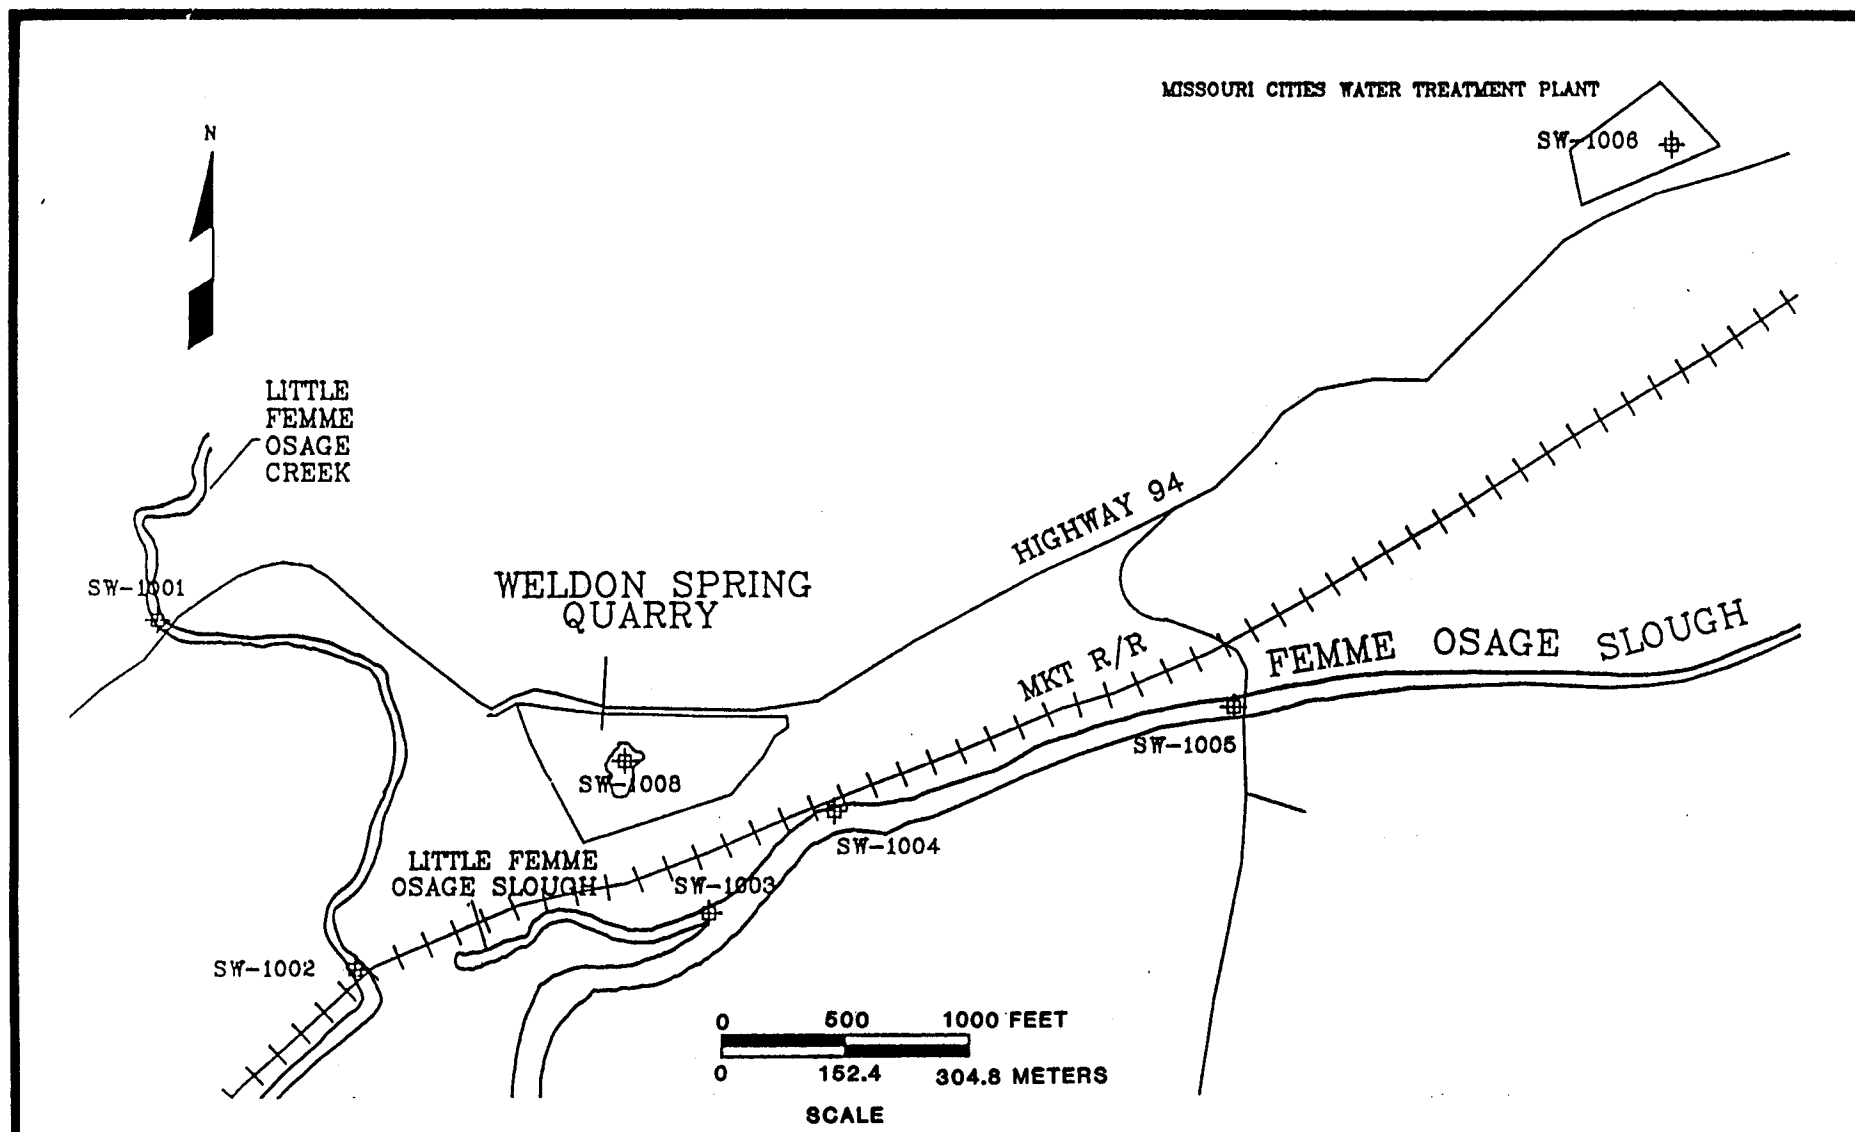 MISSOURI CITIES WATER TREATMENT PLANT
SW-1006
N
LITTLE
FEMME
OSAGE
CREEK
HIGHWAY 94
SW-1001
WELDON SPRING
QUARRY
FEMME OSAGE SLOUGH
MKT R/R
SW-1005
SW-1008
SW-1004
LITTLE FEMME
OSAGE SLOUGH
SW-1003
SW-1002
0 500 1000 FEET
0 152.4 304.8 METERS
SCALE